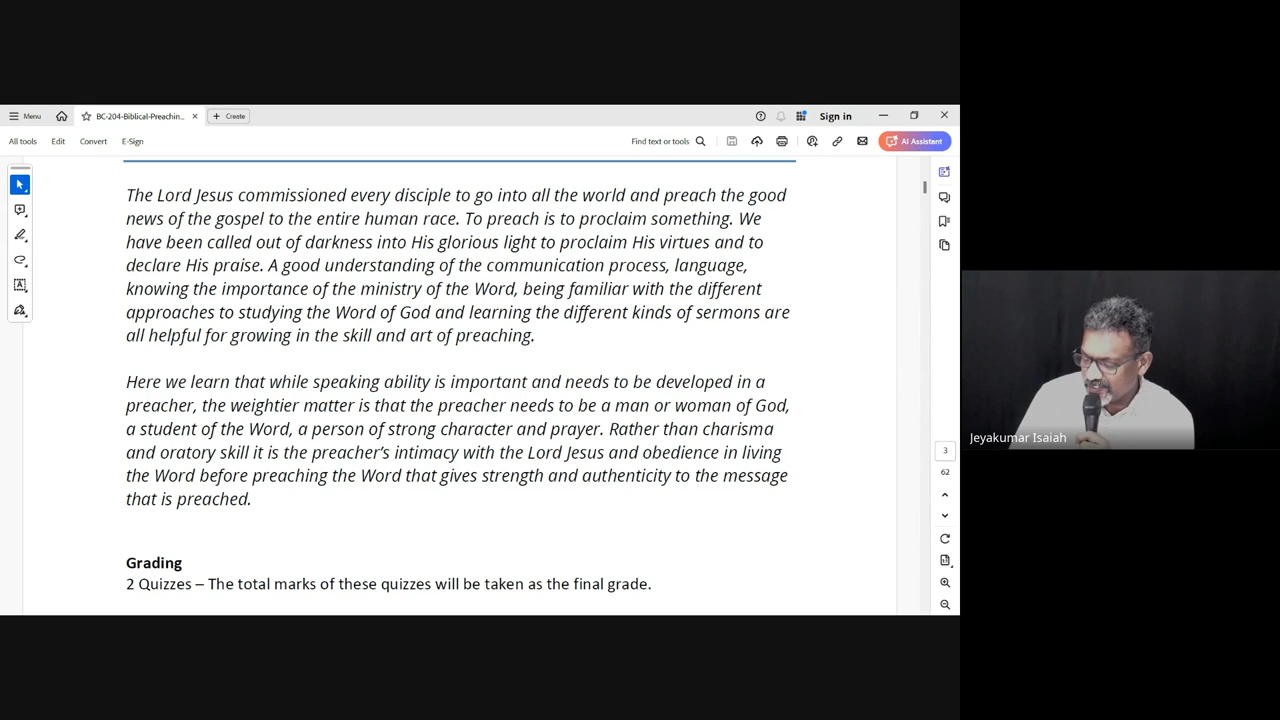 Menu
BC-204-Biblical-Preachin...
Create
Sign in
All tools
Edit
Convert
E-Sign
Find text or tools
AI Assistant
The Lord Jesus commissioned every disciple to go into all the world and preach the good
news of the gospel to the entire human race. To preach is to proclaim something. We
have been called out of darkness into His glorious light to proclaim His virtues and to
declare His praise. A good understanding of the communication process, language,
knowing the importance of the ministry of the Word, being familiar with the different
approaches to studying the Word of God and learning the different kinds of sermons are
all helpful for growing in the skill and art of preaching.
Here we learn that while speaking ability is important and needs to be developed in a
preacher, the weightier matter is that the preacher needs to be a man or woman of God,
a student of the Word, a person of strong character and prayer. Rather than charisma
and oratory skill it is the preacher's intimacy with the Lord Jesus and obedience in living
the Word before preaching the Word that gives strength and authenticity to the message
that is preached.
Grading
2 Quizzes – The total marks of these quizzes will be taken as the final grade.
3
62
Jeyakumar Isaiah